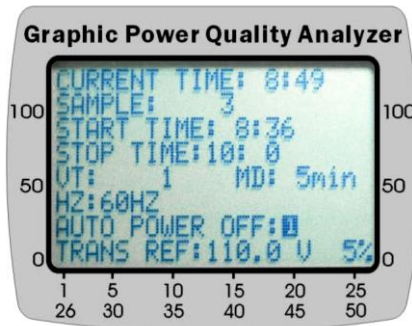 Graphic Power Quality Analyzer
CURRENT TIME: 8:49
SAMPLE: 3
START TIME: 8:36
STOP TIME:10: 0
VT: 1 MD: 5min
HZ:60HZ
AUTO POWER OFF:1
TRANS REF:110.0 V 5%
100 100
50 50
0 0
1 5 10 15 20 25
26 30 35 40 45 50